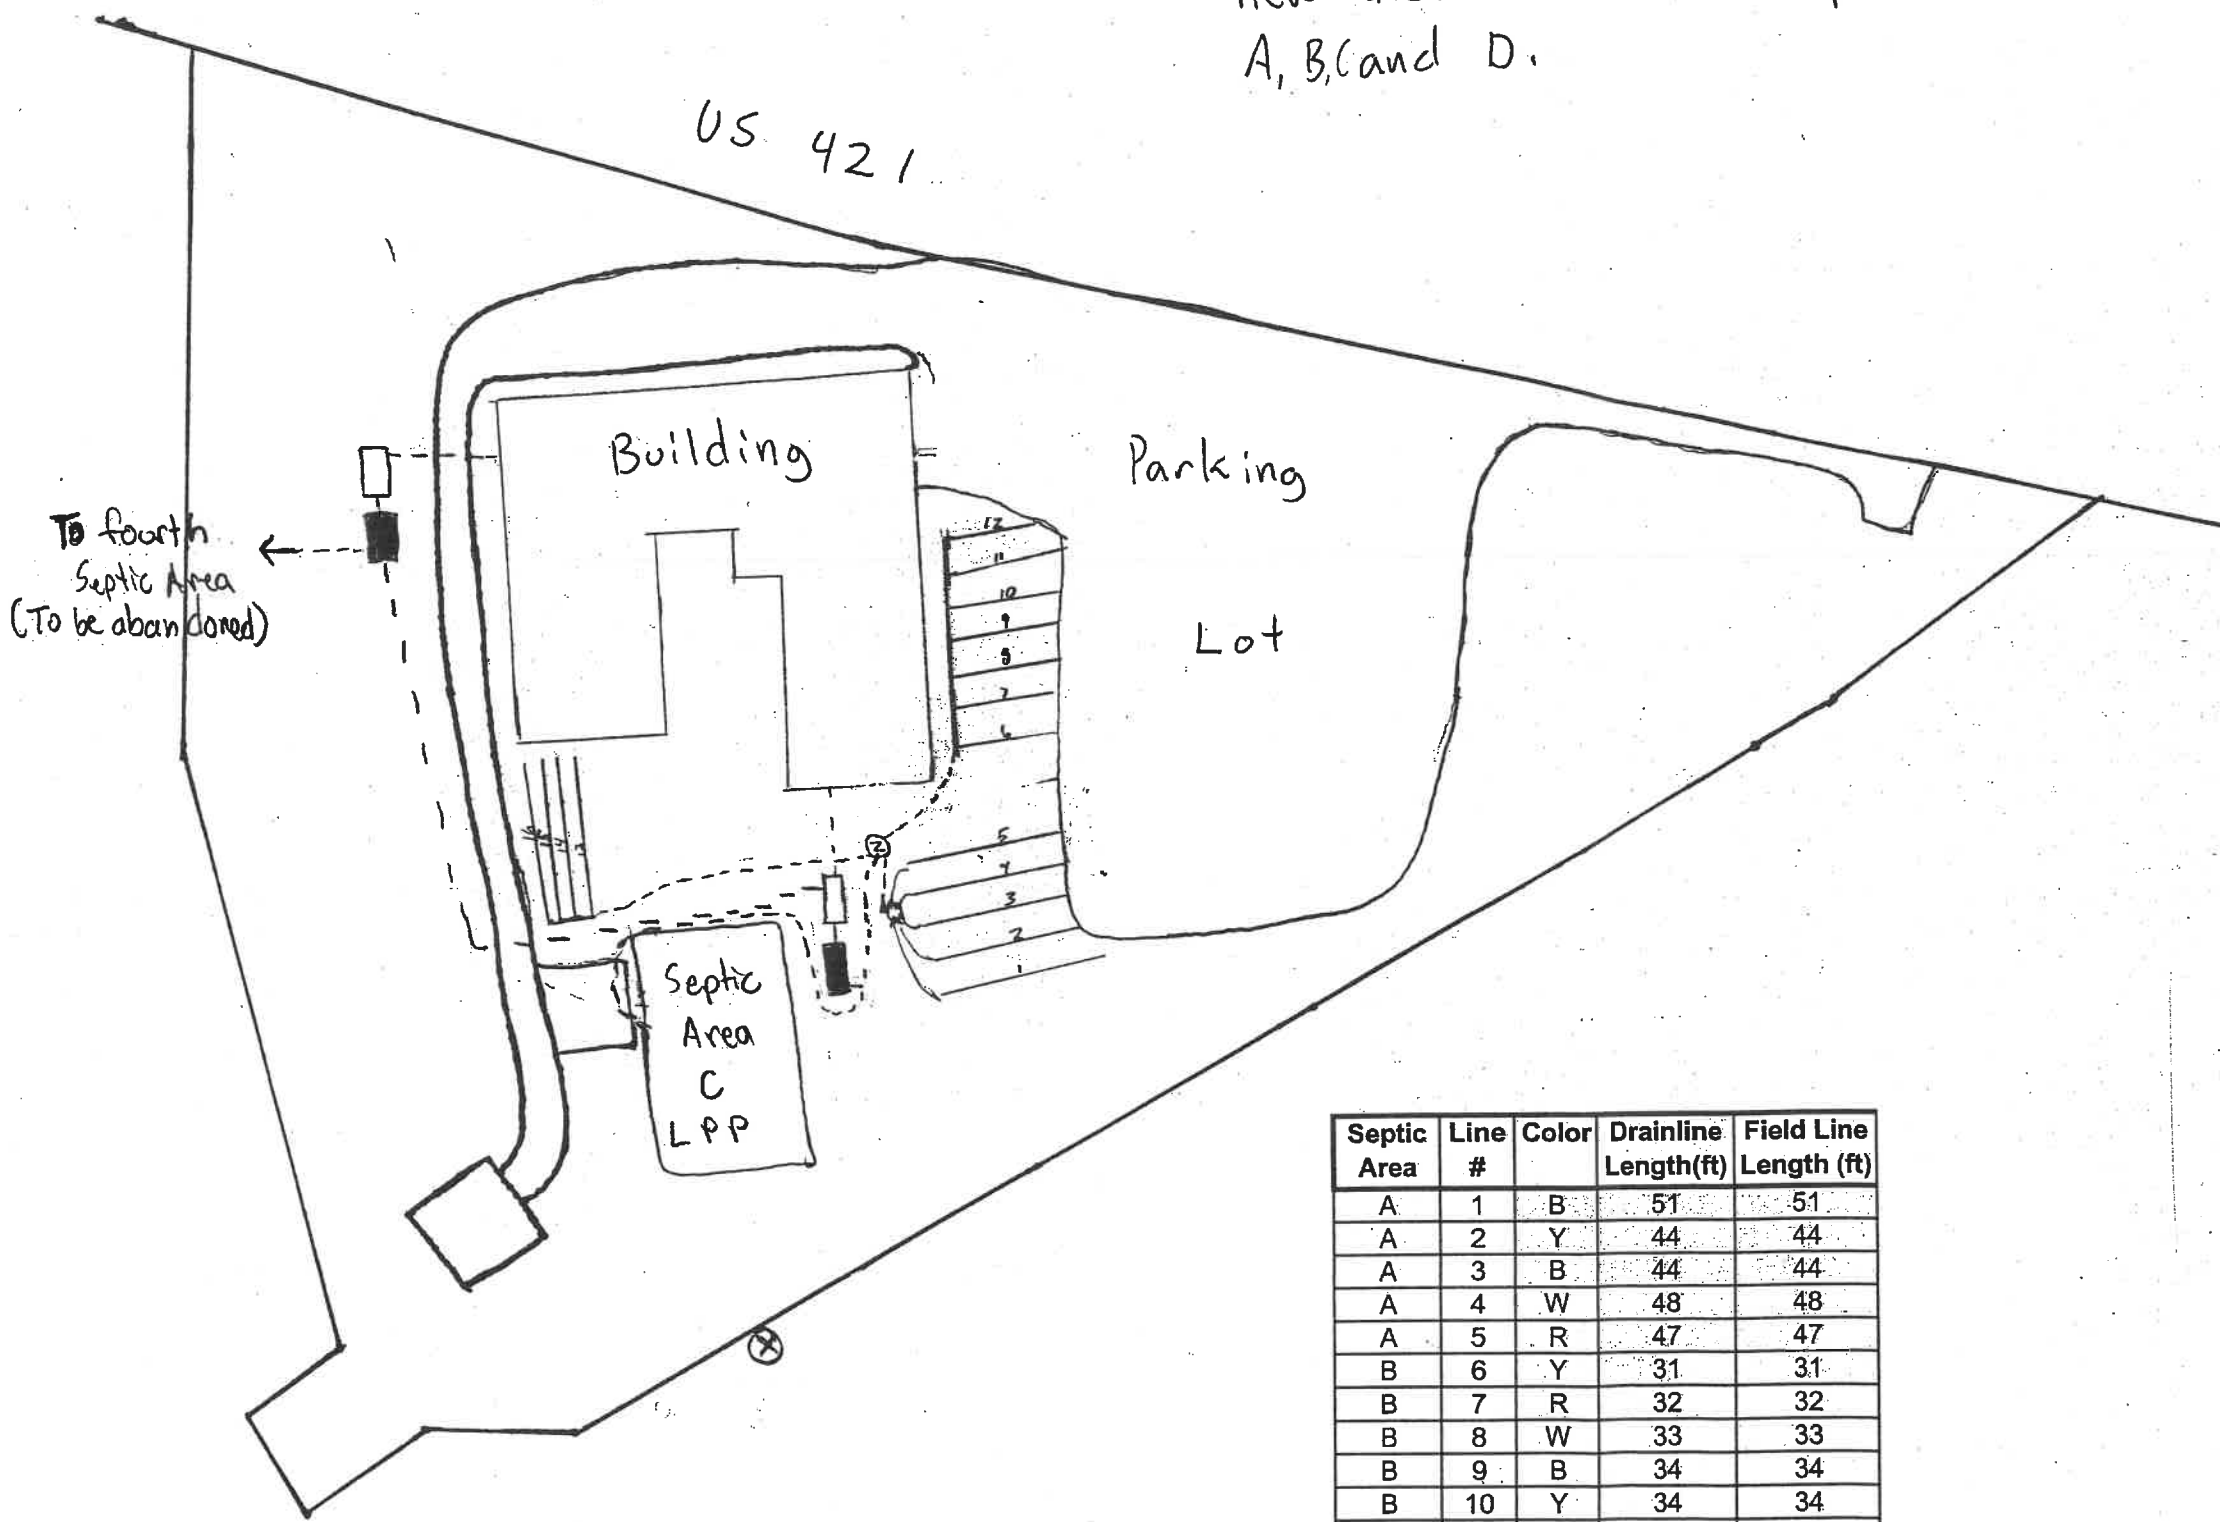 A, B, C and D.
US 421
Building
Parking
Lot
To fourth
Septic Area
(To be abandoned)
12
11
10
9
8
7
6
5
4
3
2
1
2
Septic
Area
C
LPP
X
Septic Area | Line # | Color | Drainline Length(ft) | Field Line Length (ft)
A 1 B 51 51
A 2 Y 44 44
A 3 B 44 44
A 4 W 48 48
A 5 R 47 47
B 6 Y 31 31
B 7 R 32 32
B 8 W 33 33
B 9 B 34 34
B 10 Y 34 34